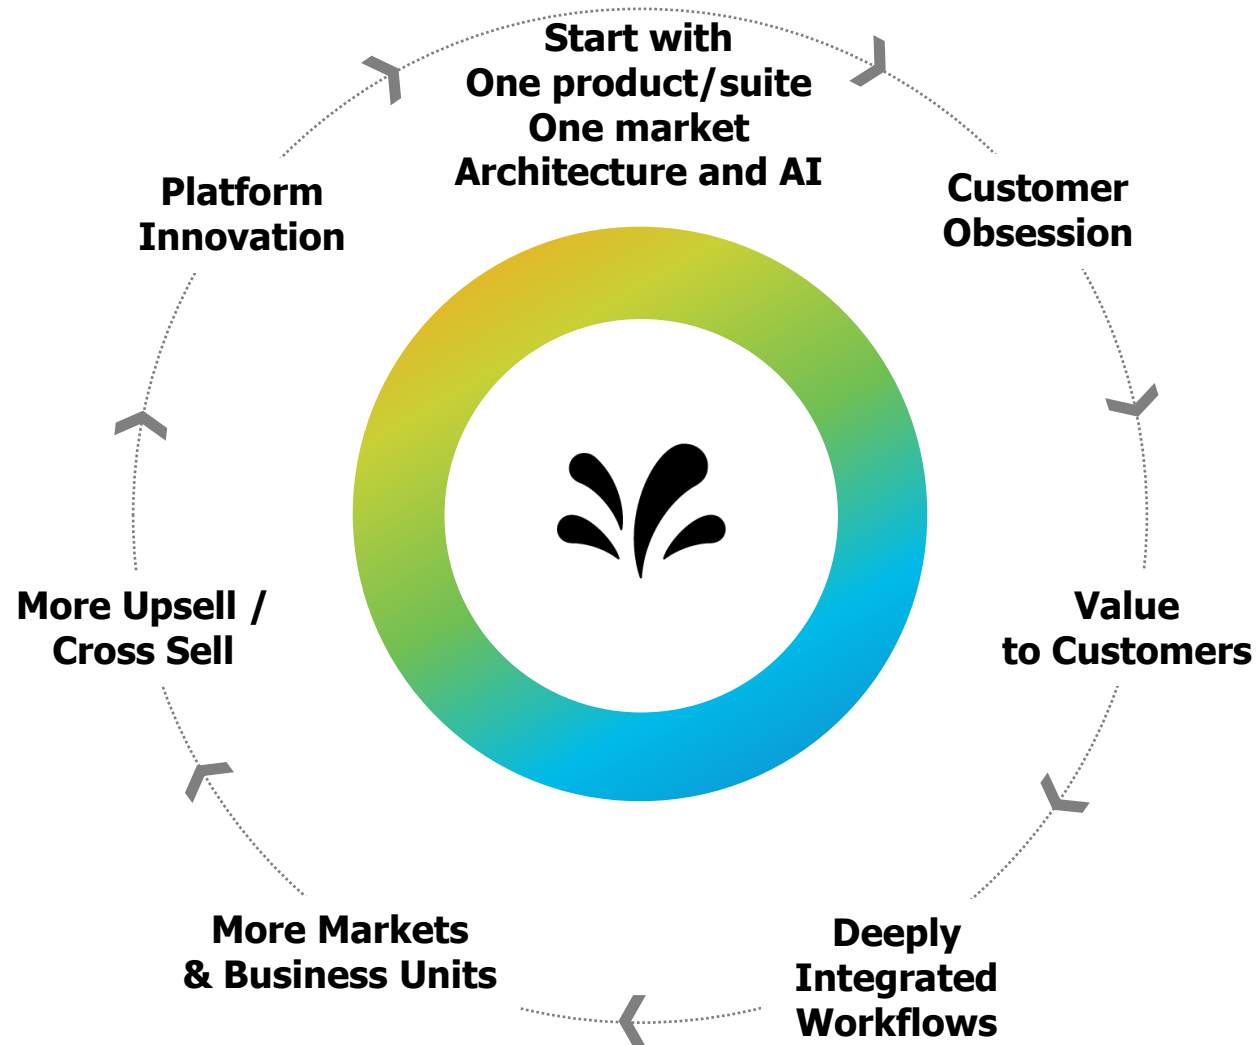 Start with
One product/suite
One market
Architecture and AI
Customer
Obsession
Value
to Customers
Deeply
Integrated
Workflows
More Markets
& Business Units
More Upsell /
Cross Sell
Platform
Innovation